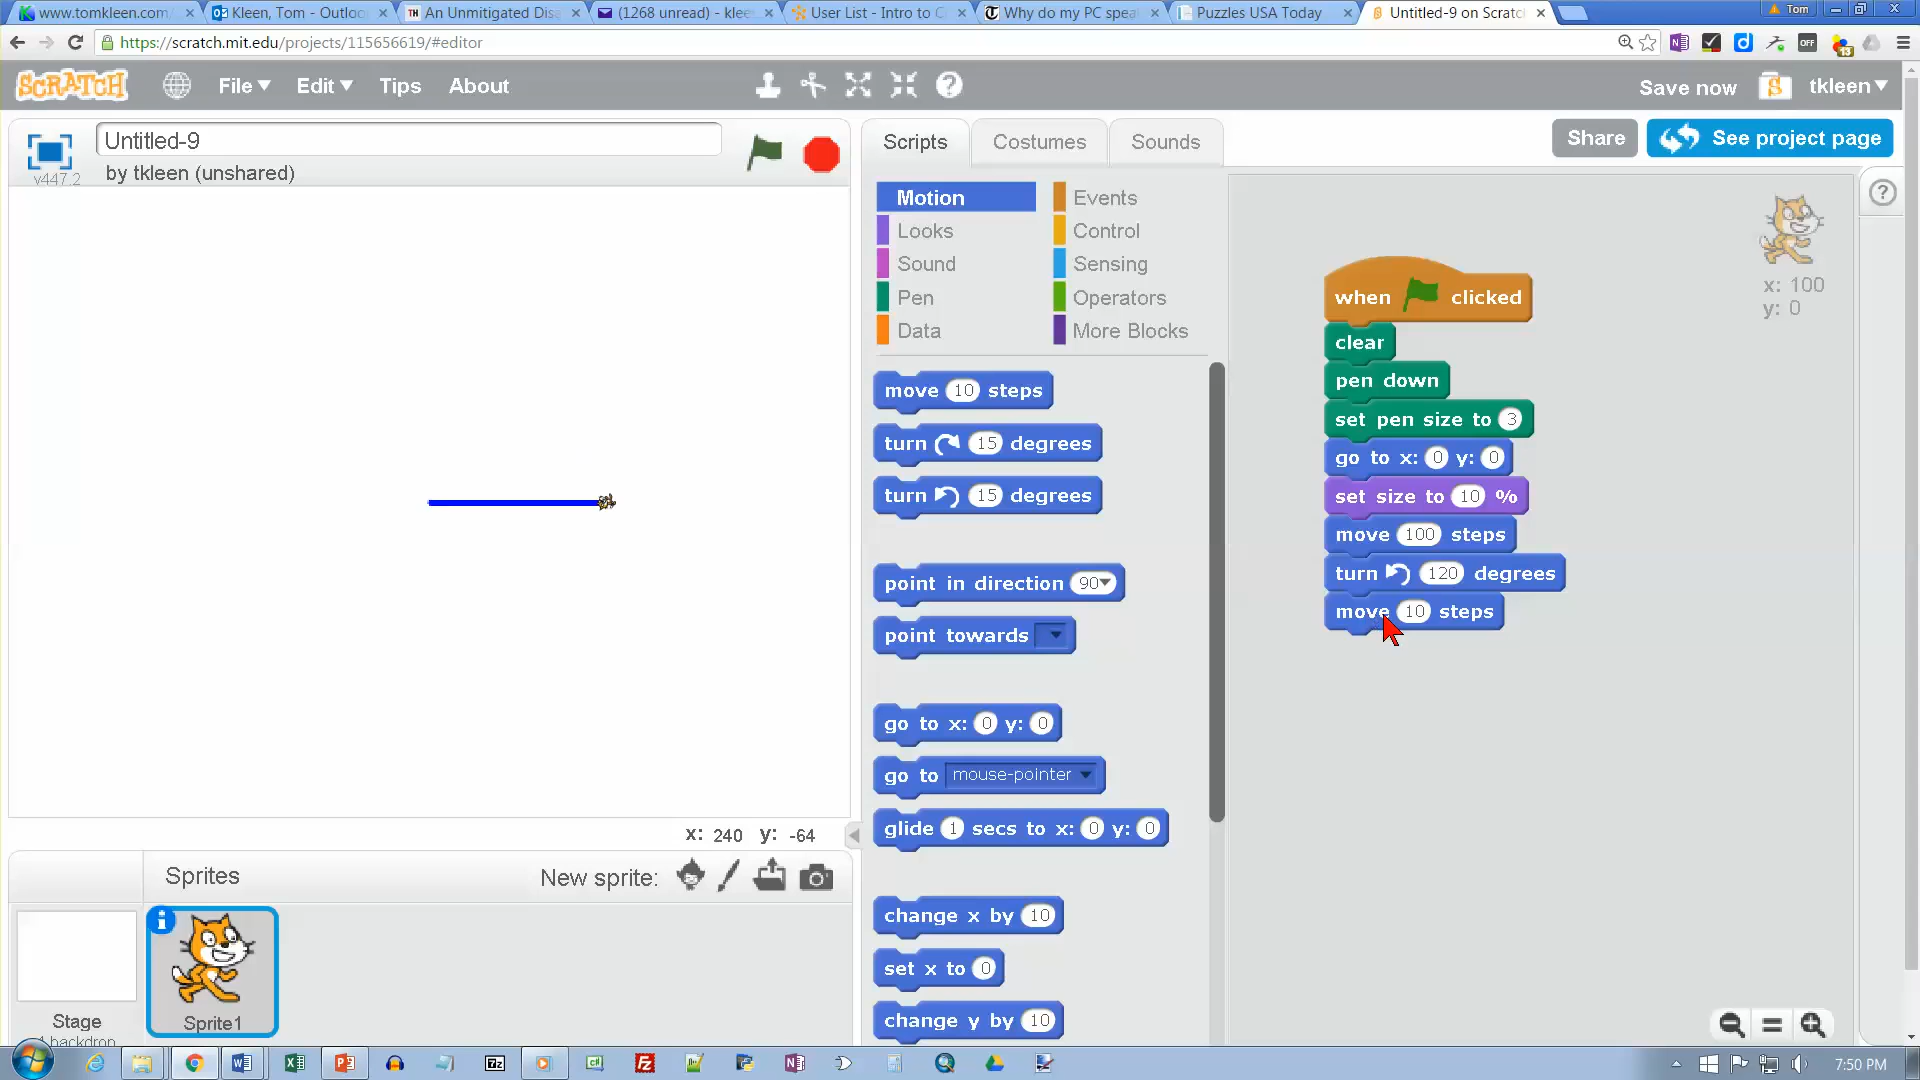 www.tomkleen.com
Kleen, Tom - Outloo
An Unmitigated Disa
(1268 unread) - klee
User List - Intro to C
Why do my PC spea
Puzzles USA Today
Untitled-9 on Scratc
Tom
https://scratch.mit.edu/projects/115656619/#editor
OFF
13
SCRATCH
File
Edit
Tips
About
Save now
tkleen
v447.2
Untitled-9
by tkleen (unshared)
Scripts
Costumes
Sounds
Share
See project page
Motion
Looks
Sound
Pen
Data
Events
Control
Sensing
Operators
More Blocks
move 10 steps
turn 15 degrees
turn 15 degrees
point in direction 90
point towards
go to x: 0 y: 0
go to mouse-pointer
glide 1 secs to x: 0 y: 0
change x by 10
set x to 0
change y by 10
when clicked
clear
pen down
set pen size to 3
go to x: 0 y: 0
set size to 10 %
move 100 steps
turn 120 degrees
move 10 steps
x: 100
y: 0
x: 240 y: -64
Sprites
New sprite:
Stage
1 backdrop
Sprite1
7:50 PM